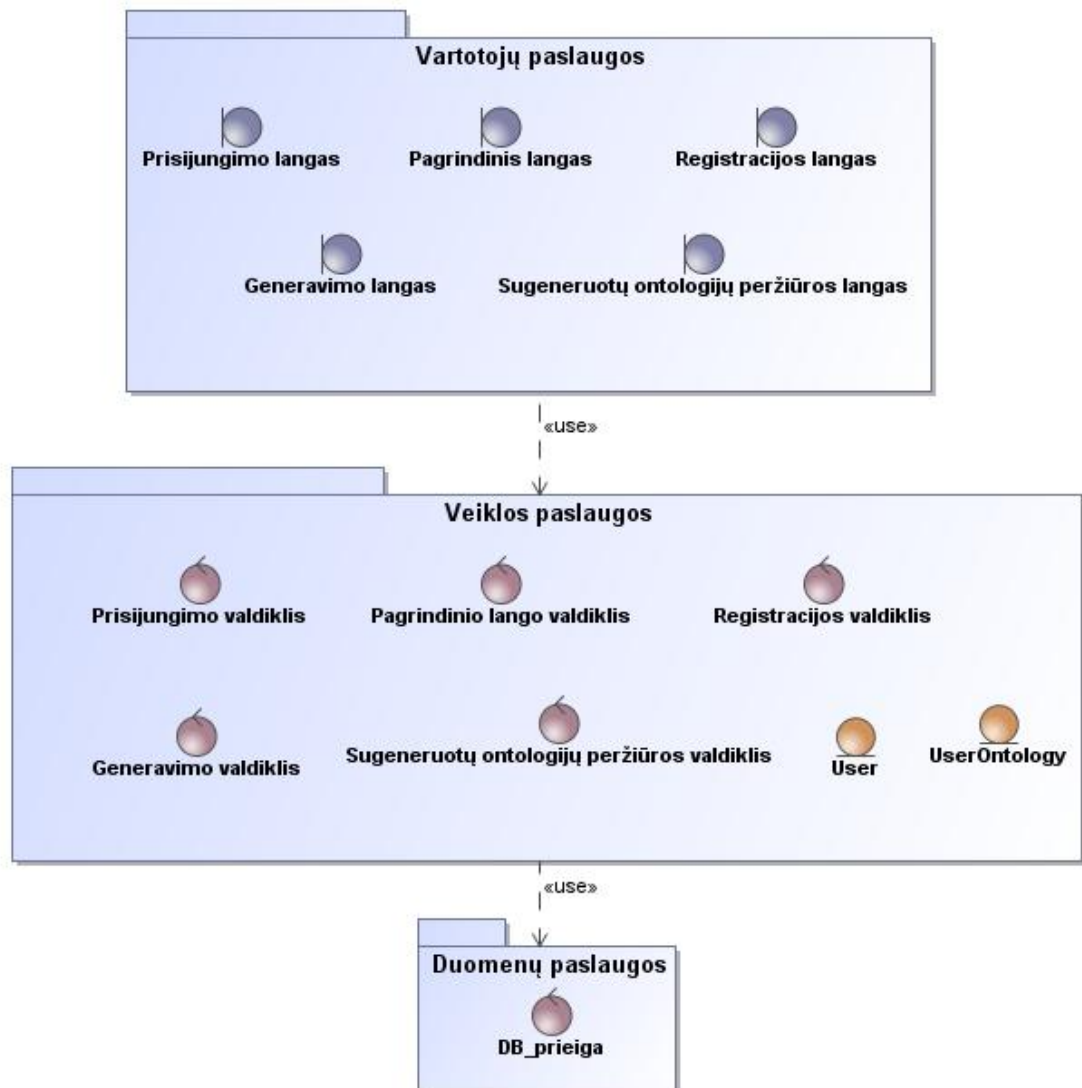 Vartotojų paslaugos
Prisijungimo langas
Pagrindinis langas
Registracijos langas
Generavimo langas
Sugeneruotų ontologijų peržiūros langas
«use»
Veiklos paslaugos
Prisijungimo valdiklis
Pagrindinio lango valdiklis
Registracijos valdiklis
Generavimo valdiklis
Sugeneruotų ontologijų peržiūros valdiklis
User
UserOntology
«use»
Duomenų paslaugos
DB_prieiga